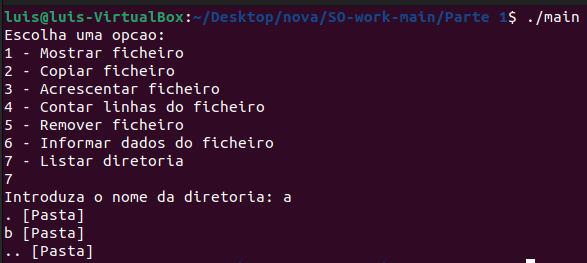 luis@luis-VirtualBox:~/Desktop/nova/SO-work-main/Parte 1$ ./main
Escolha uma opcao:
1 - Mostrar ficheiro
2 - Copiar ficheiro
3 - Acrescentar ficheiro
4 - Contar linhas do ficheiro
5 - Remover ficheiro
6 - Informar dados do ficheiro
7 - Listar diretoria
7
Introduza o nome da diretoria: a
. [Pasta]
b [Pasta]
.. [Pasta]